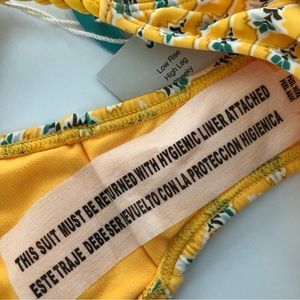 Low Rise
High Leg
Cheeky
THIS SUIT MUST BE RETURNED WITH HYGIENIC LINER ATTACHED
ESTE TRAJE DEBE SER DEVUELTO CON LA PROTECCION HIGIENICA